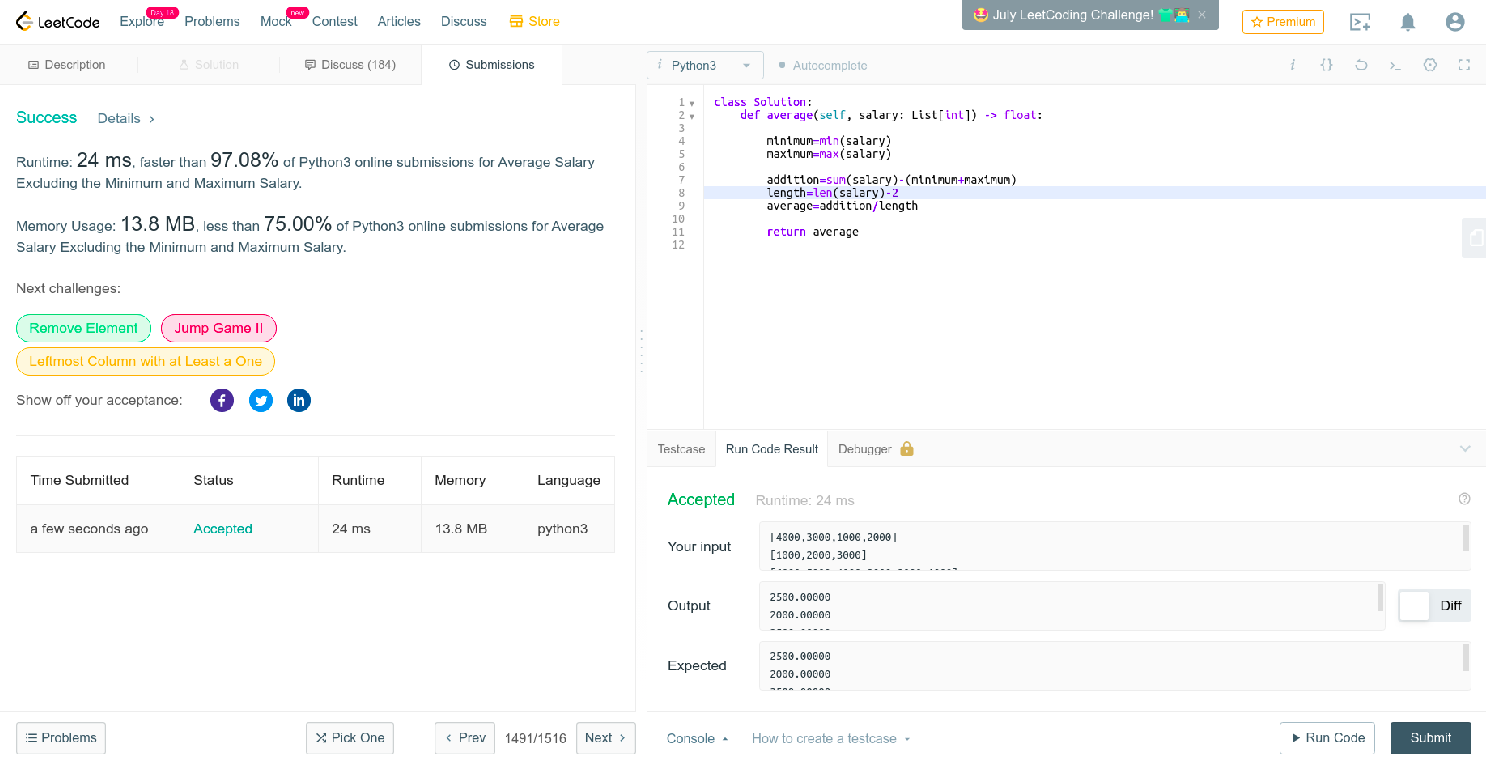 LeetCode
Explore Day 18 Problems Mock new Contest Articles Discuss Store
July LeetCoding Challenge!
Premium
Description Solution Discuss (184) Submissions
Success Details >
Runtime: 24 ms, faster than 97.08% of Python3 online submissions for Average Salary
Excluding the Minimum and Maximum Salary.
Memory Usage: 13.8 MB, less than 75.00% of Python3 online submissions for Average
Salary Excluding the Minimum and Maximum Salary.
Next challenges:
Remove Element Jump Game II
Leftmost Column with at Least a One
Show off your acceptance:
Time Submitted Status Runtime Memory Language
a few seconds ago Accepted 24 ms 13.8 MB python3
Problems Pick One Prev 1491/1516 Next
i Python3 Autocomplete
1 class Solution:
2 def average(self, salary: List[int]) -> float:
3
4 minimum=min(salary)
5 maximum=max(salary)
6
7 addition=sum(salary)-(minimum+maximum)
8 length=len(salary)-2
9 average=addition/length
10
11 return average
12
Testcase Run Code Result Debugger
Accepted Runtime: 24 ms
Your input
[4000,3000,1000,2000]
[1000,2000,3000]
Output
2500.00000
2000.00000
Diff
Expected
2500.00000
2000.00000
Console How to create a testcase
Run Code Submit